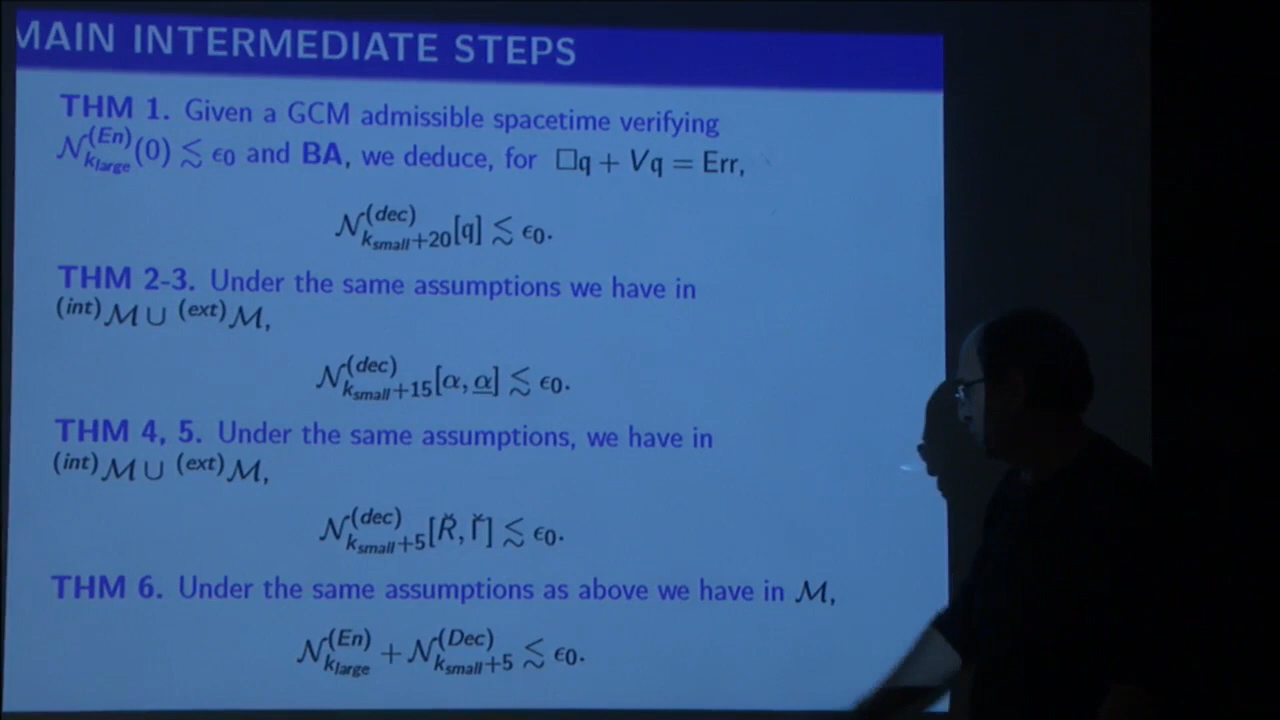 MAIN INTERMEDIATE STEPS
THM 1. Given a GCM admissible spacetime verifying
𝒩^{(En)}_{k_{large}}(0) ≲ ϵ₀ and BA, we deduce, for □𝔮 + V𝔮 = Err,
𝒩^{(dec)}_{k_{small}+20}[𝔮] ≲ ϵ₀.
THM 2-3. Under the same assumptions we have in
^{(int)}ℳ ∪ ^{(ext)}ℳ,
𝒩^{(dec)}_{k_{small}+15}[α, α̲] ≲ ϵ₀.
THM 4, 5. Under the same assumptions, we have in
^{(int)}ℳ ∪ ^{(ext)}ℳ,
𝒩^{(dec)}_{k_{small}+5}[Ř, Γ̌] ≲ ϵ₀.
THM 6. Under the same assumptions as above we have in ℳ,
𝒩^{(En)}_{k_{large}} + 𝒩^{(Dec)}_{k_{small}+5} ≲ ϵ₀.